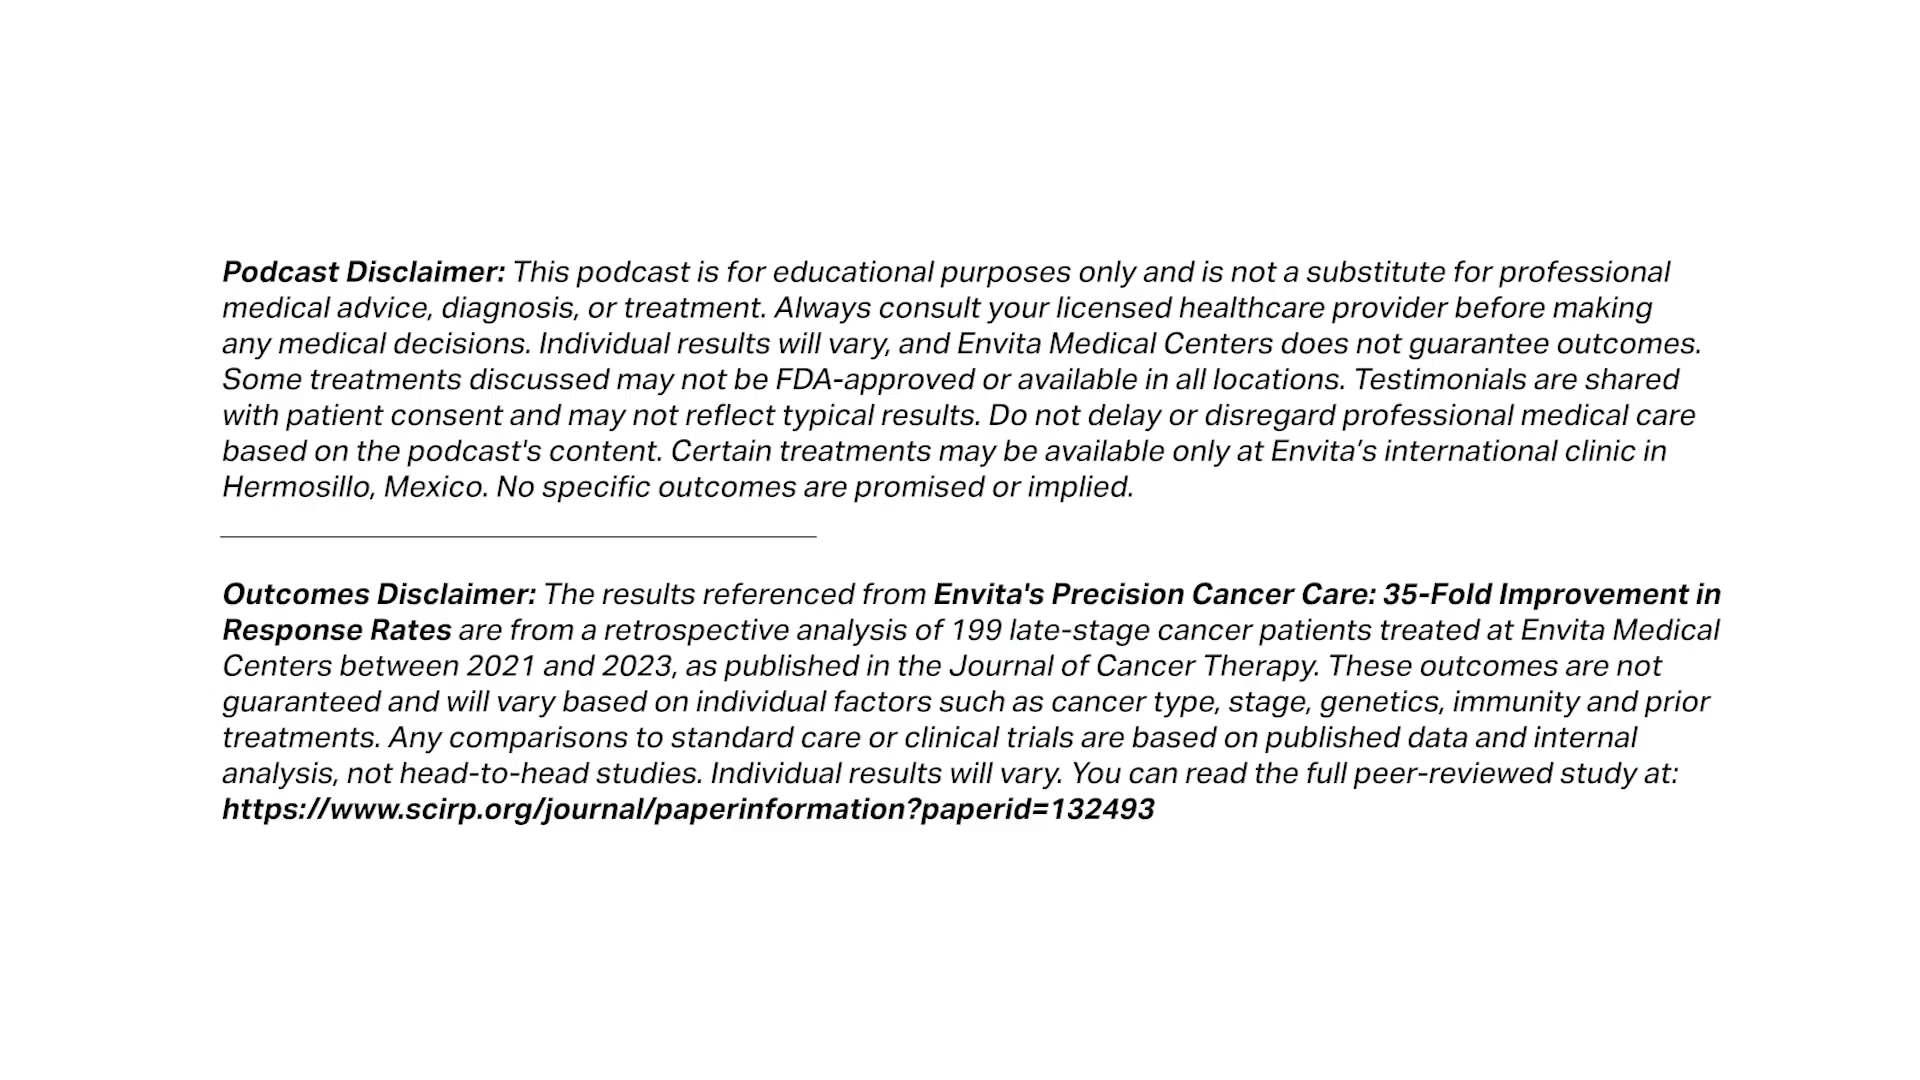 Podcast Disclaimer: This podcast is for educational purposes only and is not a substitute for professional
medical advice, diagnosis, or treatment. Always consult your licensed healthcare provider before making
any medical decisions. Individual results will vary, and Envita Medical Centers does not guarantee outcomes.
Some treatments discussed may not be FDA-approved or available in all locations. Testimonials are shared
with patient consent and may not reflect typical results. Do not delay or disregard professional medical care
based on the podcast's content. Certain treatments may be available only at Envita’s international clinic in
Hermosillo, Mexico. No specific outcomes are promised or implied.
Outcomes Disclaimer: The results referenced from Envita's Precision Cancer Care: 35-Fold Improvement in
Response Rates are from a retrospective analysis of 199 late-stage cancer patients treated at Envita Medical
Centers between 2021 and 2023, as published in the Journal of Cancer Therapy. These outcomes are not
guaranteed and will vary based on individual factors such as cancer type, stage, genetics, immunity and prior
treatments. Any comparisons to standard care or clinical trials are based on published data and internal
analysis, not head-to-head studies. Individual results will vary. You can read the full peer-reviewed study at:
https://www.scirp.org/journal/paperinformation?paperid=132493